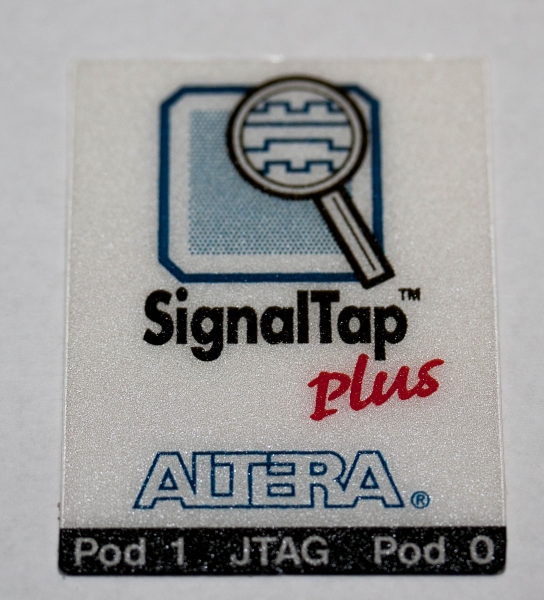 SignalTap™
Plus
ALTERA®
Pod 1 JTAG Pod 0